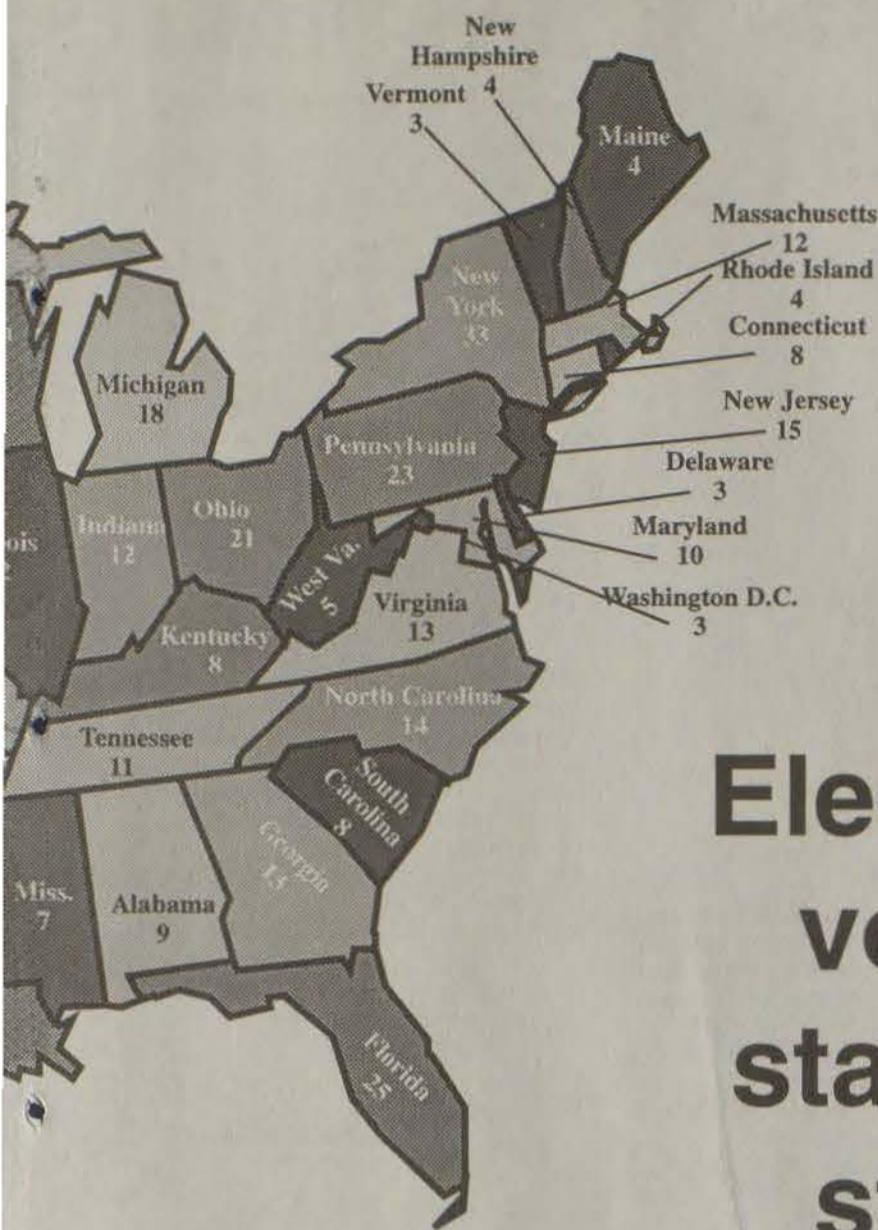 New
Hampshire
4
Vermont
3
Maine
4
Massachusetts
12
Rhode Island
4
Connecticut
8
New Jersey
15
Delaware
3
Maryland
10
Washington D.C.
3
New
York
33
Michigan
18
Pennsylvania
23
Ohio
21
Indiana
12
ois
West Va.
5
Virginia
13
Kentucky
8
North Carolina
14
Tennessee
11
South
Carolina
8
Georgia
13
Miss.
7
Alabama
9
Florida
25
Ele
vo
sta
st